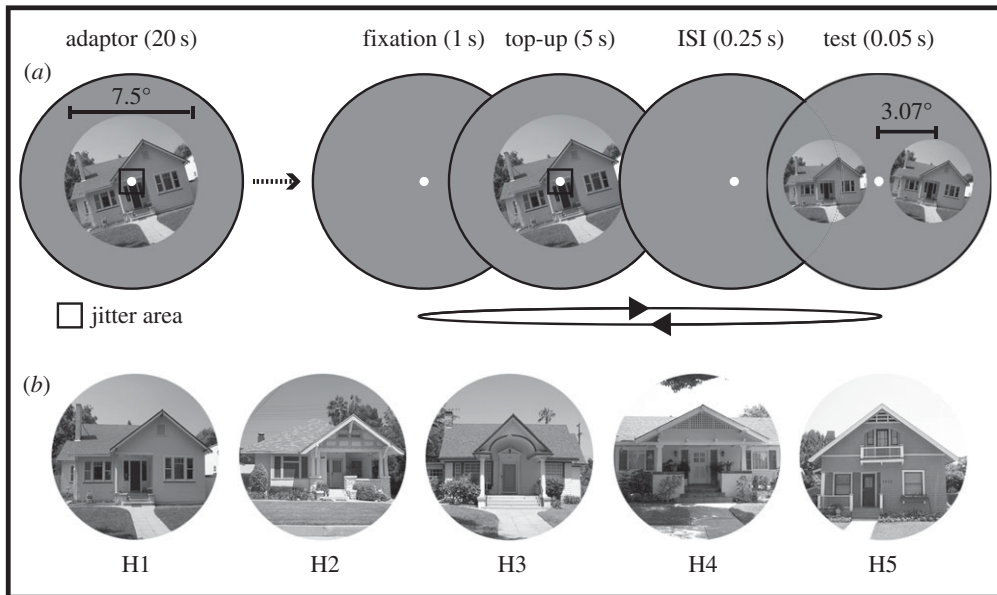 adaptor (20 s) fixation (1 s) top-up (5 s) ISI (0.25 s) test (0.05 s)
(a)
7.5°
3.07°
jitter area
(b)
H1 H2 H3 H4 H5